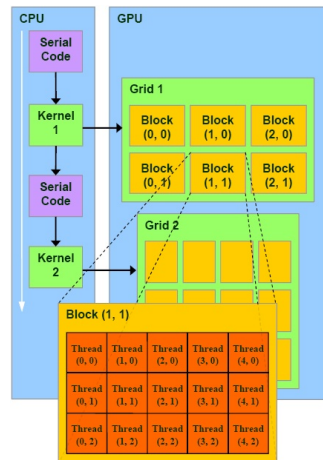 CPU
GPU
Serial
Code
Kernel
1
Serial
Code
Kernel
2
Grid 1
Block
(0, 0)
Block
(1, 0)
Block
(2, 0)
Block
(0, 1)
Block
(1, 1)
Block
(2, 1)
Grid 2
Block (1, 1)
Thread
(0, 0)
Thread
(1, 0)
Thread
(2, 0)
Thread
(3, 0)
Thread
(4, 0)
Thread
(0, 1)
Thread
(1, 1)
Thread
(2, 1)
Thread
(3, 1)
Thread
(4, 1)
Thread
(0, 2)
Thread
(1, 2)
Thread
(2, 2)
Thread
(3, 2)
Thread
(4, 2)